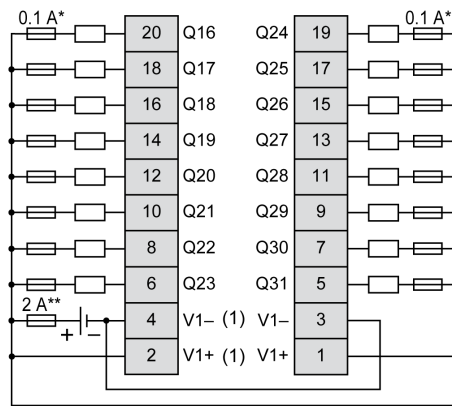 0.1 A* 20 Q16 Q24 19 0.1 A*
18 Q17 Q25 17
16 Q18 Q26 15
14 Q19 Q27 13
12 Q20 Q28 11
10 Q21 Q29 9
8 Q22 Q30 7
6 Q23 Q31 5
2 A** + – 4 V1– (1) V1– 3
2 V1+ (1) V1+ 1